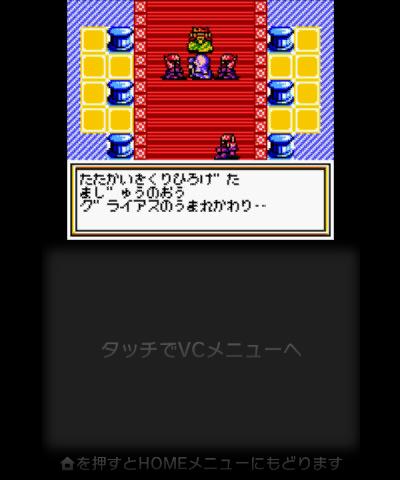 たたかいをくりひろげた
まじゅうのおう
グライアスのうまれかわり‥
タッチでVCメニューへ
を押すとHOMEメニューにもどります